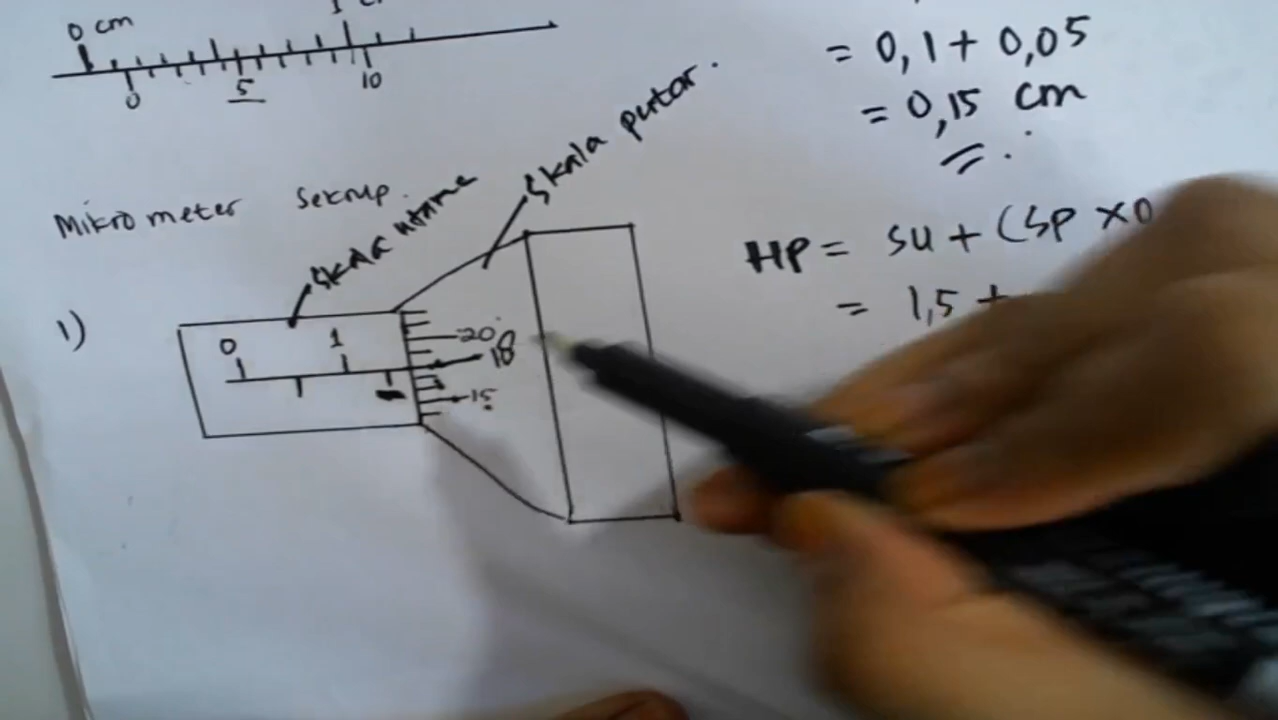 0 cm
0 5 10
= 0,1 + 0,05
= 0,15 cm
Mikrometer Sekrup.
skala utama
skala putar.
HP = SU + (SP x 0
= 1,5 +
1)
0 1
20
18
15